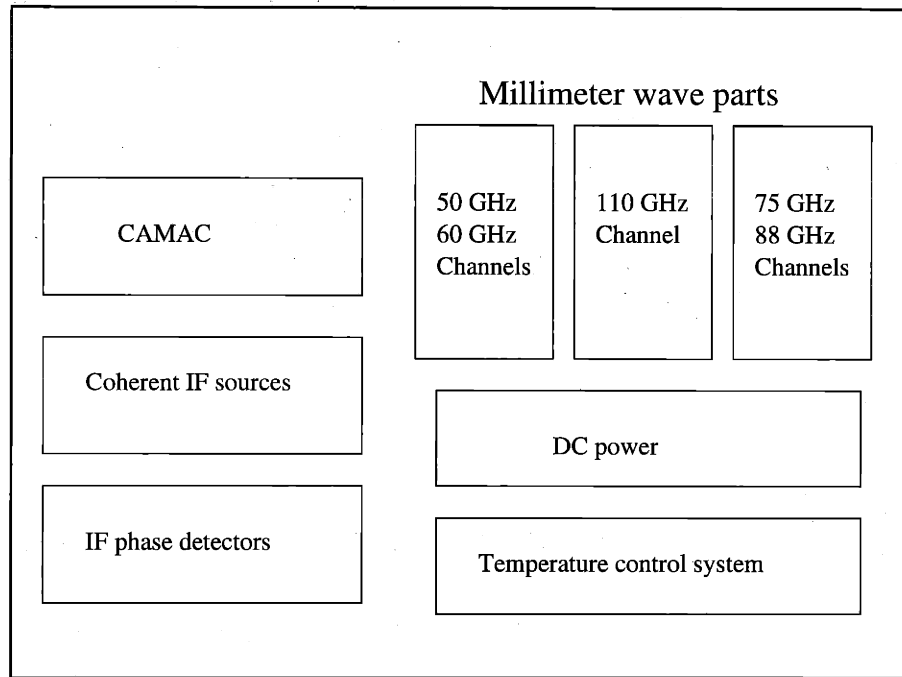 Millimeter wave parts
CAMAC
50 GHz
60 GHz
Channels
110 GHz
Channel
75 GHz
88 GHz
Channels
Coherent IF sources
DC power
IF phase detectors
Temperature control system